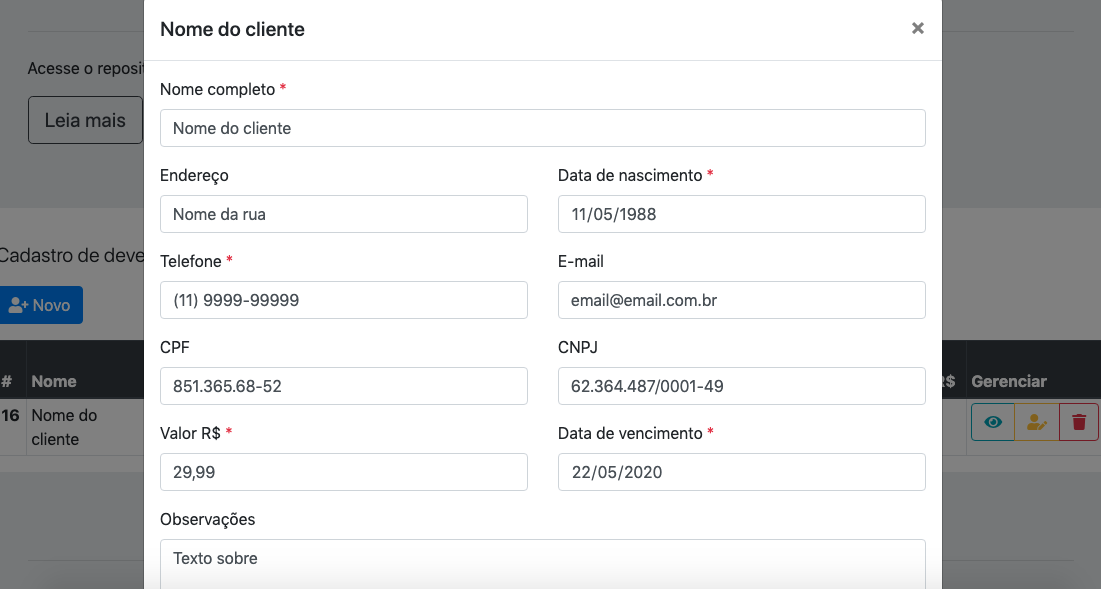 Nome do cliente ×
Acesse o reposit
Leia mais
Nome completo *
Nome do cliente
Endereço
Data de nascimento *
Nome da rua
11/05/1988
Cadastro de deve
Telefone *
E-mail
(11) 9999-99999
email@email.com.br
Novo
CPF
CNPJ
851.365.68-52
62.364.487/0001-49
# Nome
R$ Gerenciar
16 Nome do
cliente
Valor R$ *
Data de vencimento *
29,99
22/05/2020
Observações
Texto sobre